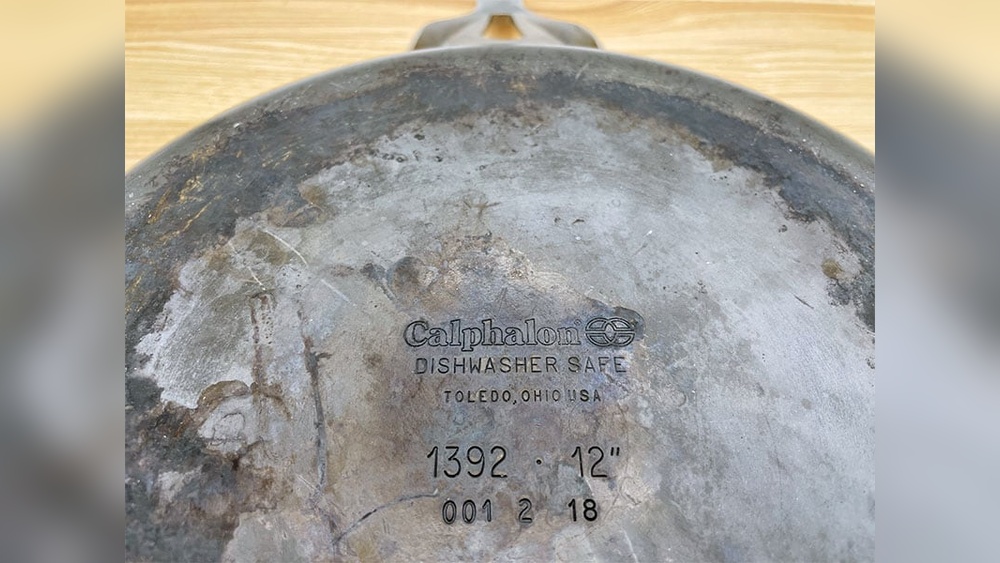 Calphalon
DISHWASHER SAFE
TOLEDO, OHIO USA
1392 · 12"
001 2 18